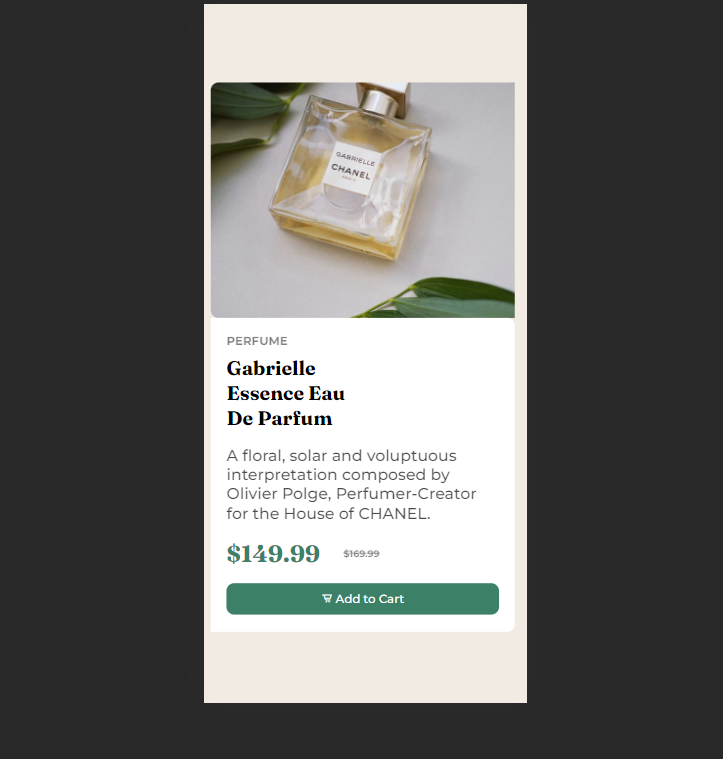 GABRIELLE
CHANEL
PARIS
PERFUME
Gabrielle
Essence Eau
De Parfum
A floral, solar and voluptuous
interpretation composed by
Olivier Polge, Perfumer-Creator
for the House of CHANEL.
$149.99 $169.99
Add to Cart